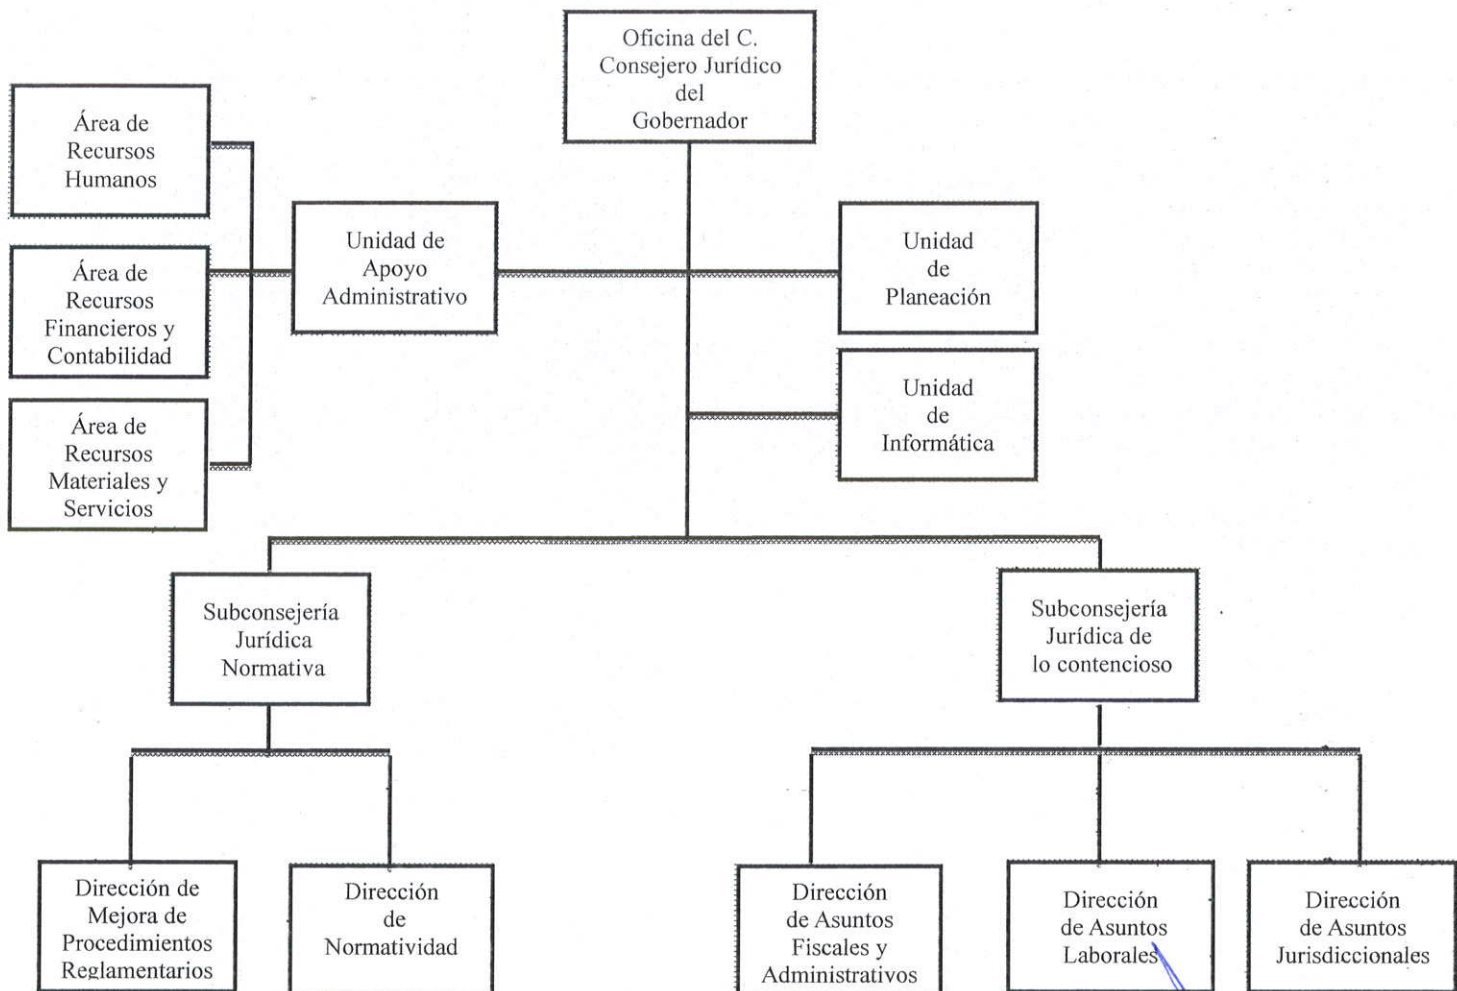 Oficina del C.
Consejero Jurídico
del
Gobernador
Área de
Recursos
Humanos
Unidad de
Apoyo
Administrativo
Unidad
de
Planeación
Área de
Recursos
Financieros y
Contabilidad
Unidad
de
Informática
Área de
Recursos
Materiales y
Servicios
Subconsejería
Jurídica
Normativa
Subconsejería
Jurídica de
lo contencioso
Dirección de
Mejora de
Procedimientos
Reglamentarios
Dirección
de
Normatividad
Dirección
de Asuntos
Fiscales y
Administrativos
Dirección
de Asuntos
Laborales
Dirección
de Asuntos
Jurisdiccionales